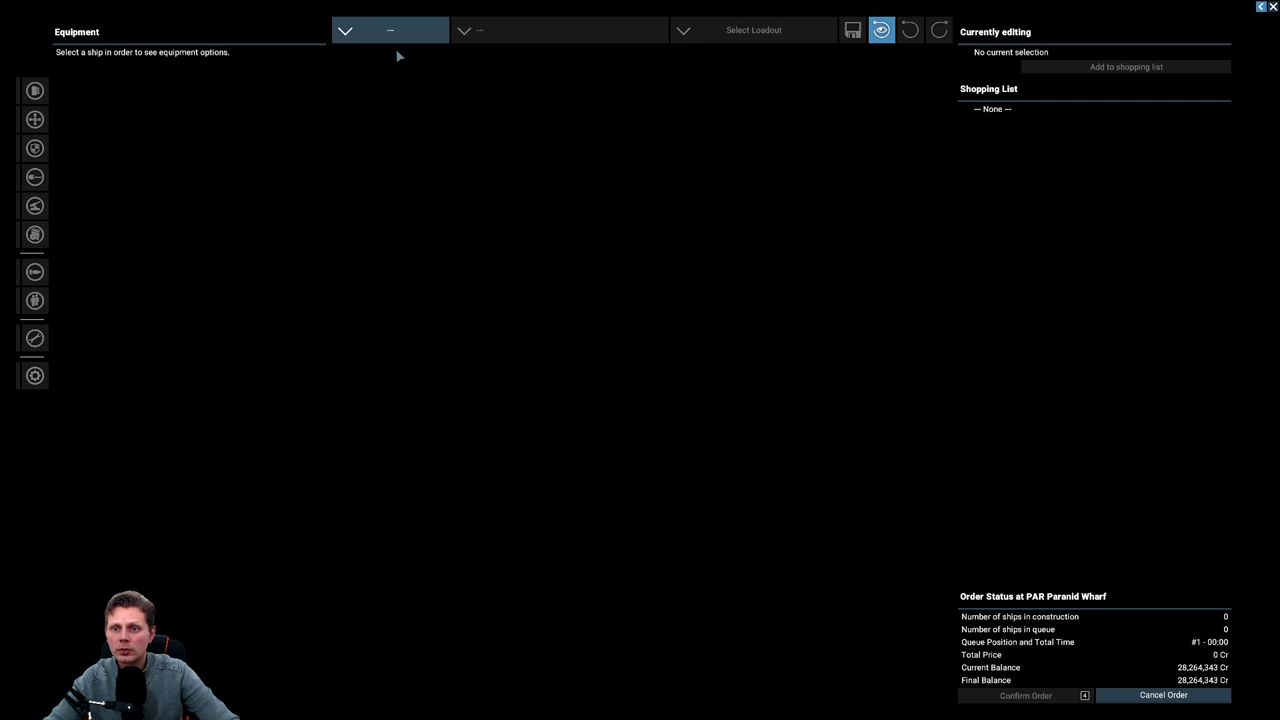 Equipment
Select a ship in order to see equipment options.
—
—
Select Loadout
Currently editing
No current selection
Add to shopping list
Shopping List
— None —
Order Status at PAR Paranid Wharf
Number of ships in construction 0
Number of ships in queue 0
Queue Position and Total Time #1 - 00:00
Total Price 0 Cr
Current Balance 28,264,343 Cr
Final Balance 28,264,343 Cr
Confirm Order 4
Cancel Order